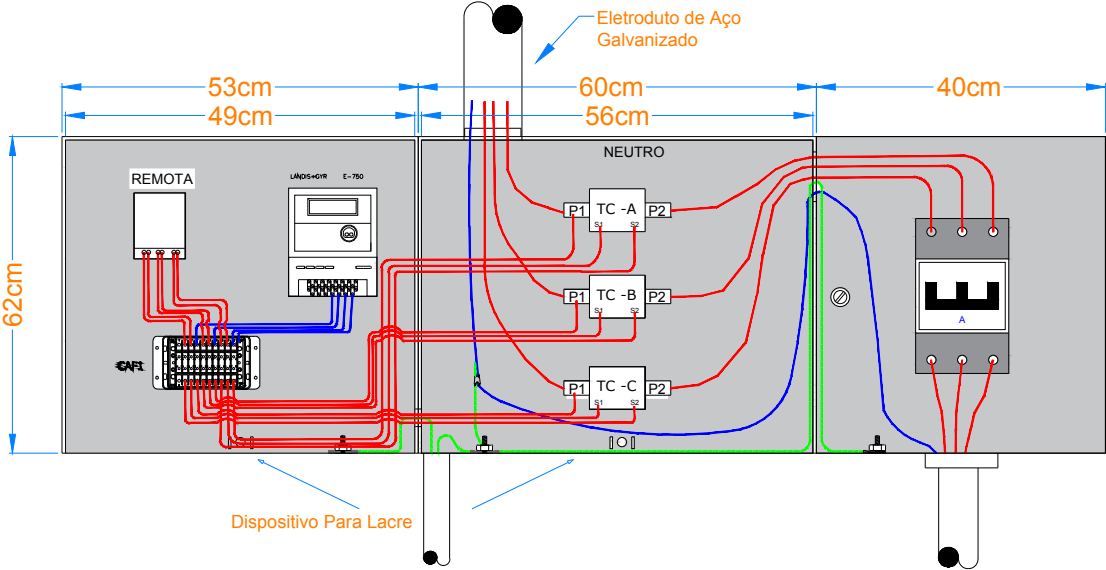 Eletroduto de Aço
Galvanizado
53cm
60cm
40cm
49cm
56cm
NEUTRO
REMOTA
LANDIS+GYR E-750
P1 TC -A P2
S1 S2
62cm
P1 TC -B P2
S1 S2
A
CAF1
P1 TC -C P2
S1 S2
Dispositivo Para Lacre